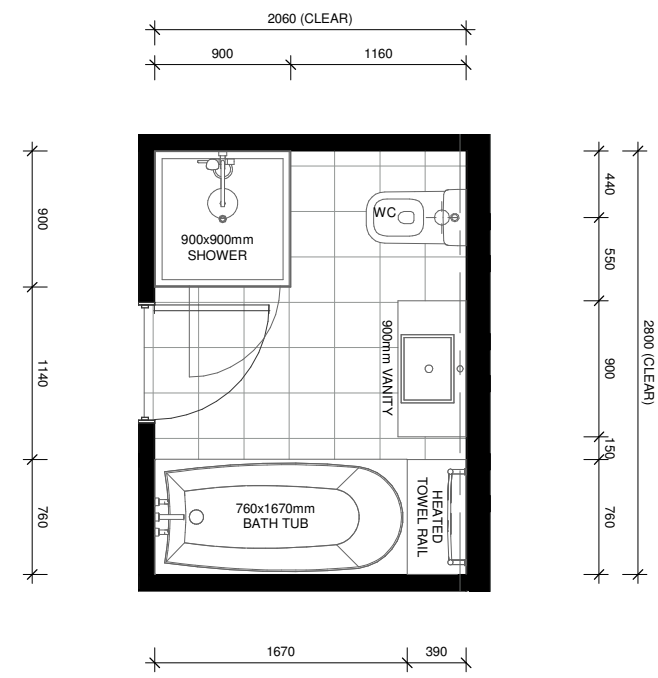 2060 (CLEAR)
900
1160
900
1140
760
440
550
900
150
760
2800 (CLEAR)
WC
900x900mm
SHOWER
900mm VANITY
760x1670mm
BATH TUB
HEATED
TOWEL RAIL
1670
390